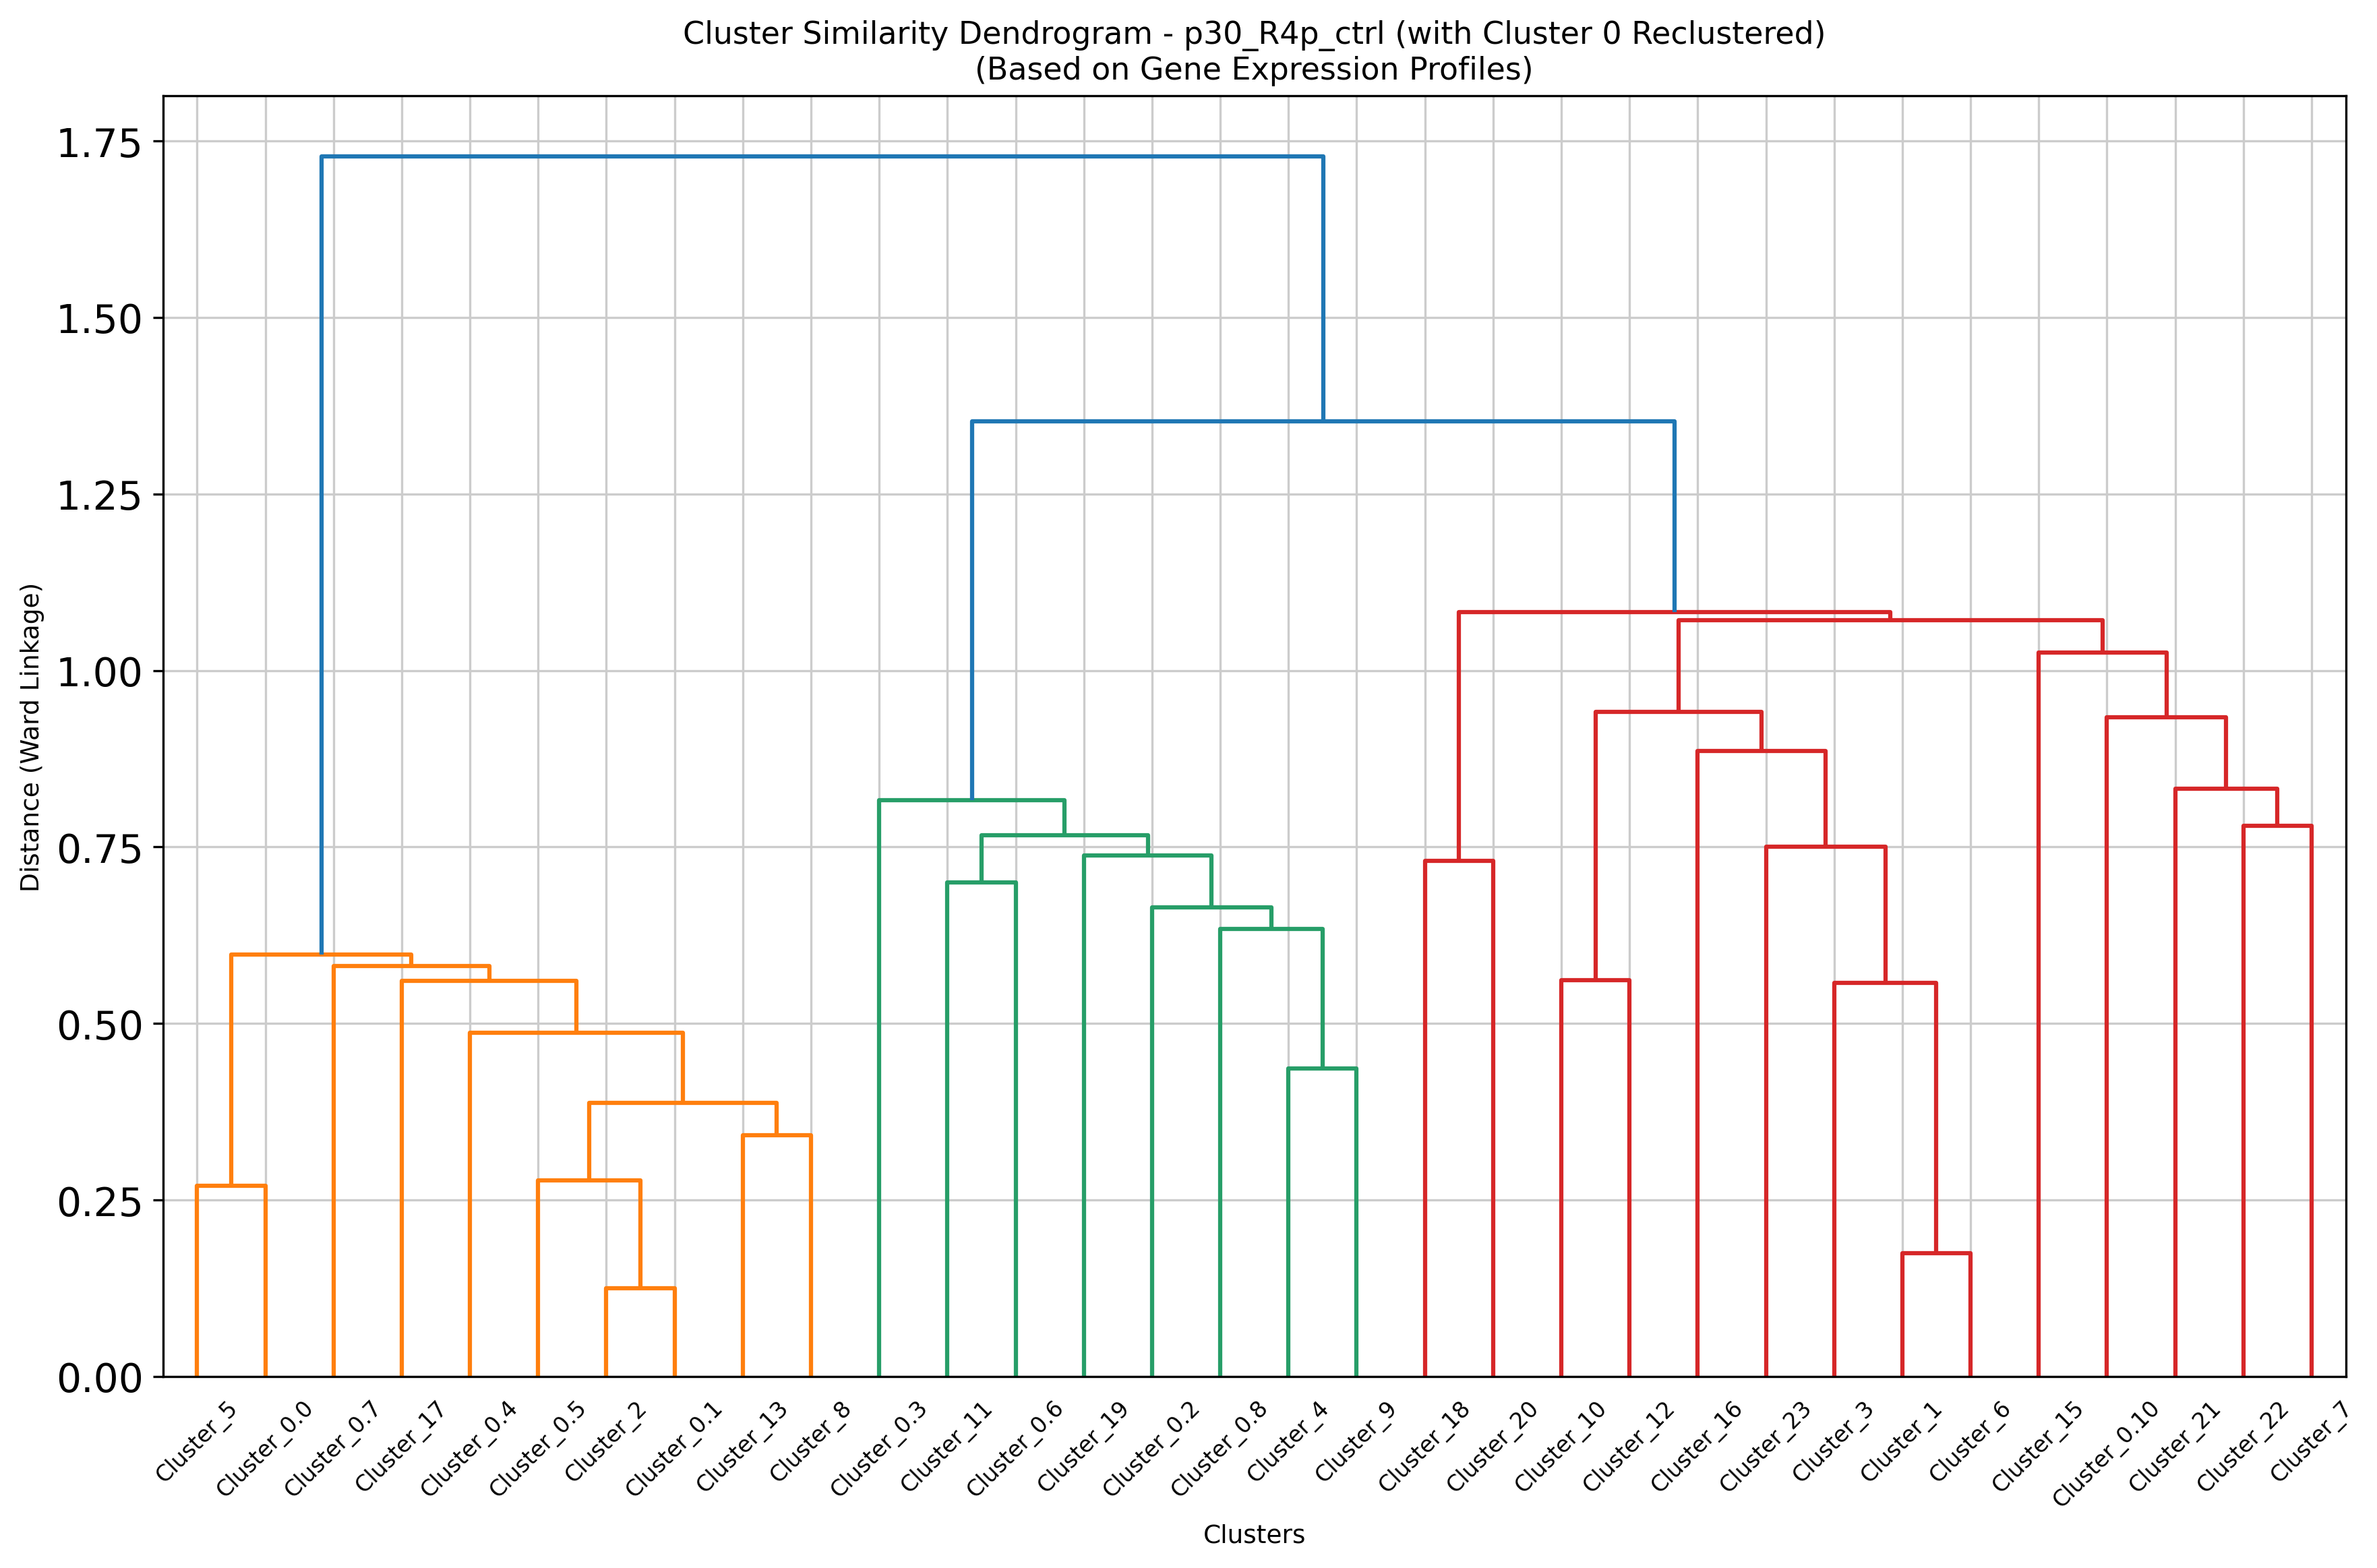 Cluster Similarity Dendrogram - p30_R4p_ctrl (with Cluster 0 Reclustered)
(Based on Gene Expression Profiles)
Distance (Ward Linkage)
1.75
1.50
1.25
1.00
0.75
0.50
0.25
0.00
Cluster_5
Cluster_0.0
Cluster_0.7
Cluster_17
Cluster_0.4
Cluster_0.5
Cluster_2
Cluster_0.1
Cluster_13
Cluster_8
Cluster_0.3
Cluster_11
Cluster_0.6
Cluster_19
Cluster_0.2
Cluster_0.8
Cluster_4
Cluster_9
Cluster_18
Cluster_20
Cluster_10
Cluster_12
Cluster_16
Cluster_23
Cluster_3
Cluster_1
Cluster_6
Cluster_15
Cluster_0.10
Cluster_21
Cluster_22
Cluster_7
Clusters